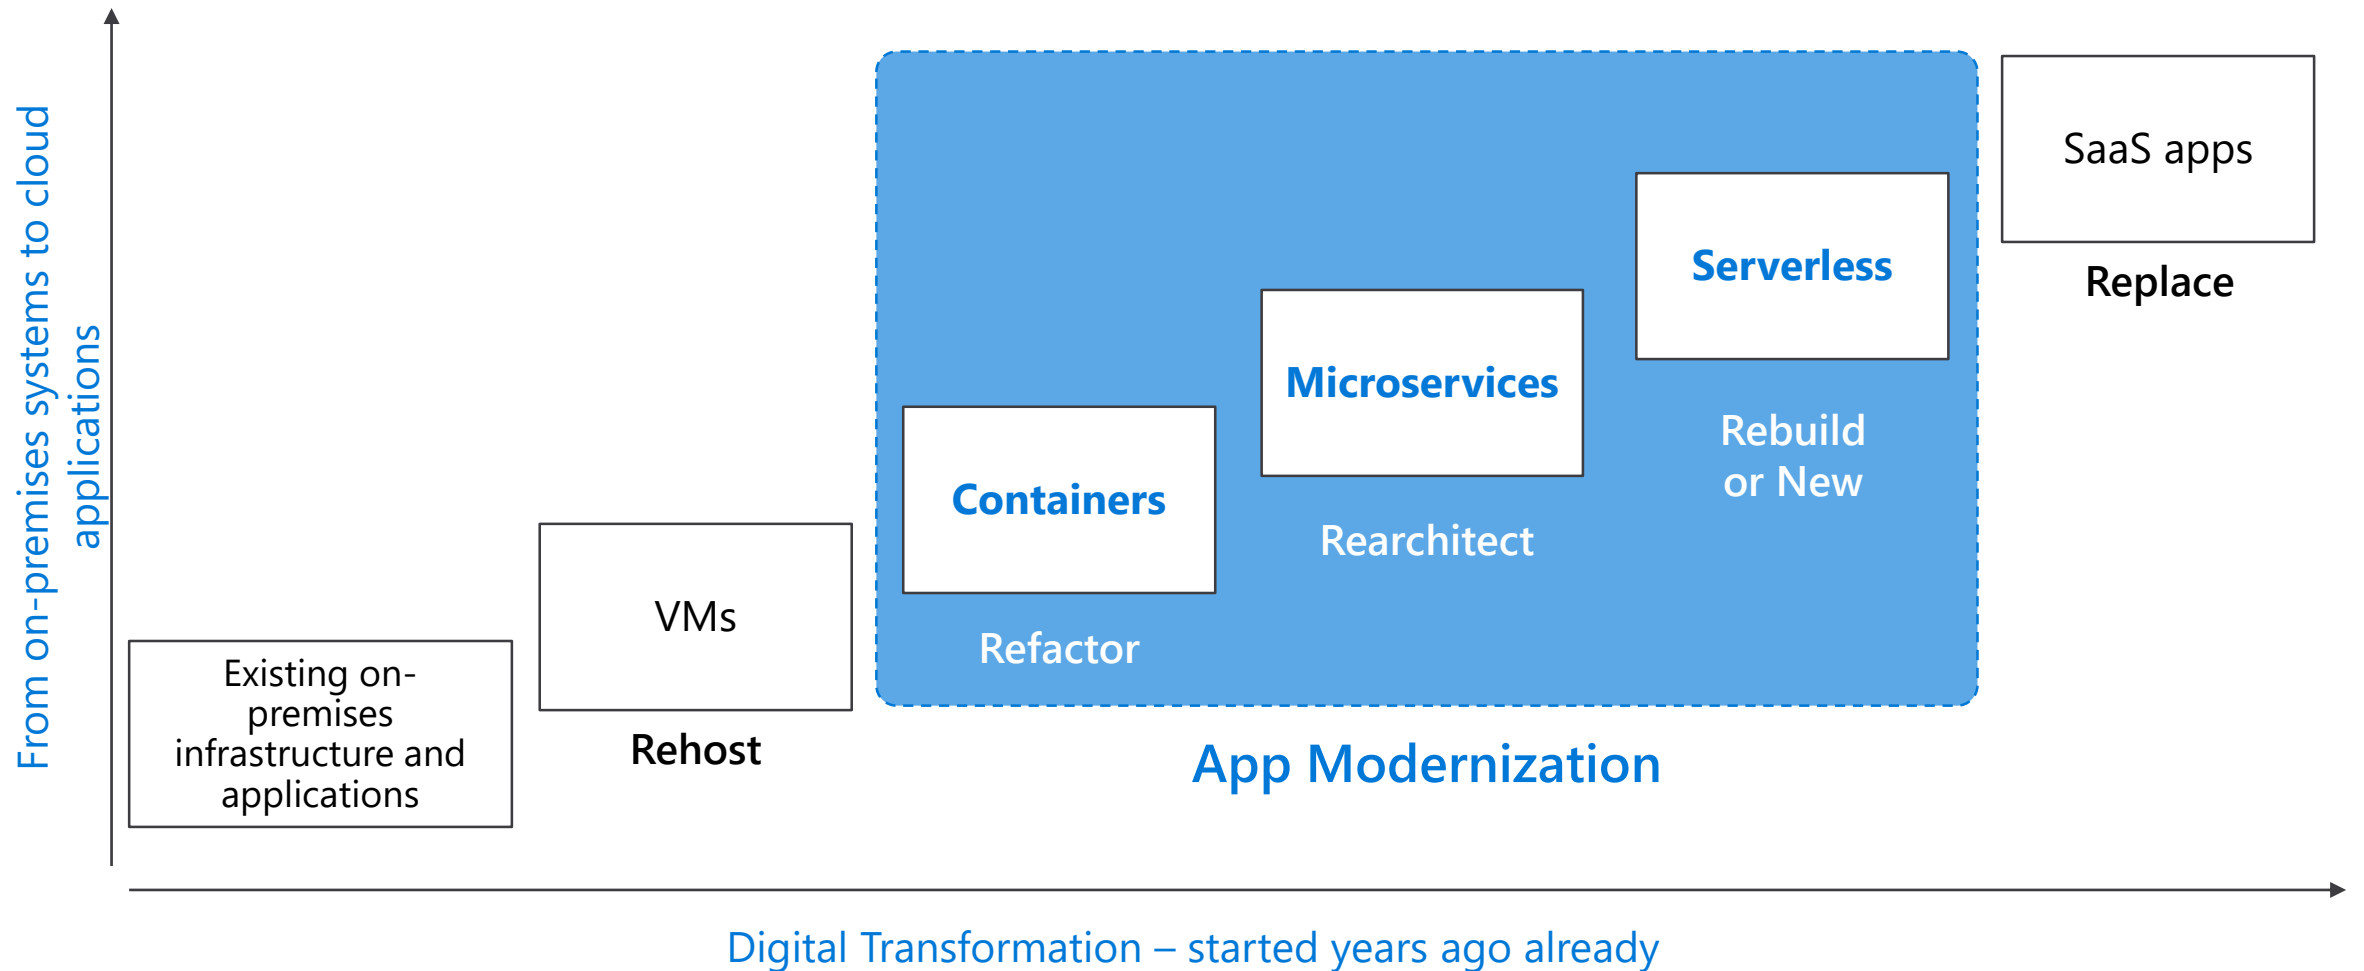 From on-premises systems to cloud
applications
Existing on-
premises
infrastructure and
applications
VMs
Rehost
Containers
Refactor
Microservices
Rearchitect
Serverless
Rebuild
or New
App Modernization
SaaS apps
Replace
Digital Transformation – started years ago already